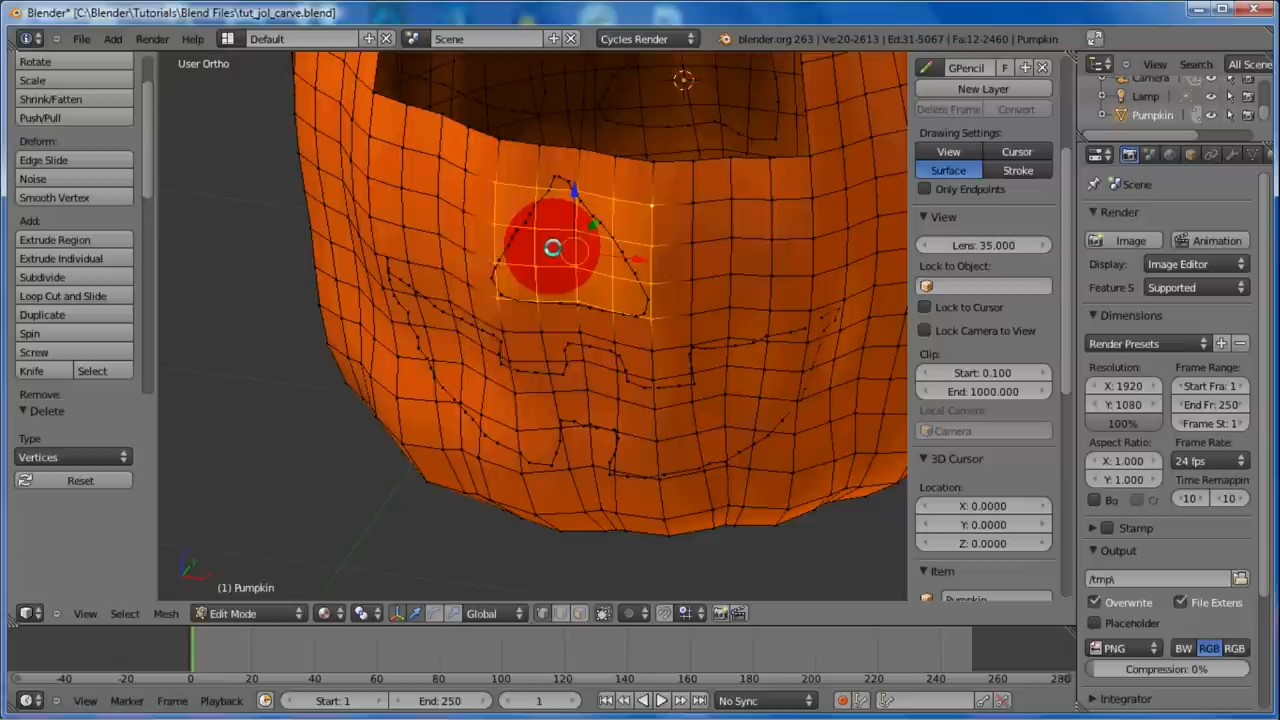 Blender* [C:\Blender\Tutorials\Blend Files\tut_jol_carve.blend]
File Add Render Help Default Scene Cycles Render blender.org 263 | Ve:20-2613 | Ed:31-5067 | Fa:12-2460 | Pumpkin
View Search All Scene
Camera
Lamp
Pumpkin
Rotate
Scale
Shrink/Fatten
Push/Pull
Deform:
Edge Slide
Noise
Smooth Vertex
Add:
Extrude Region
Extrude Individual
Subdivide
Loop Cut and Slide
Duplicate
Spin
Screw
Knife Select
Remove:
Delete
Type
Vertices
Reset
User Ortho
(1) Pumpkin
GPencil F
New Layer
Delete Frame Convert
Drawing Settings:
View Cursor
Surface Stroke
Only Endpoints
View
Lens: 35.000
Lock to Object:
Lock to Cursor
Lock Camera to View
Clip:
Start: 0.100
End: 1000.000
Local Camera:
Camera
3D Cursor
Location:
X: 0.0000
Y: 0.0000
Z: 0.0000
Item
Pumpkin
Scene
Render
Image Animation
Display: Image Editor
Feature S Supported
Dimensions
Render Presets
Resolution: Frame Range:
X: 1920 Start Fra: 1
Y: 1080 End Fr: 250
100% Frame St: 1
Aspect Ratio: Frame Rate:
X: 1.000 24 fps
Y: 1.000 Time Remappin
Bo Cr 10 100
Stamp
Output
/tmp\
Overwrite File Extens
Placeholder
PNG BW RGB RGB
Compression: 0%
Integrator
View Select Mesh Edit Mode Global
-40 -20 0 20 40 60 80 100 120 140 160 180 200 220 240 260 280
View Marker Frame Playback Start: 1 End: 250 1 No Sync